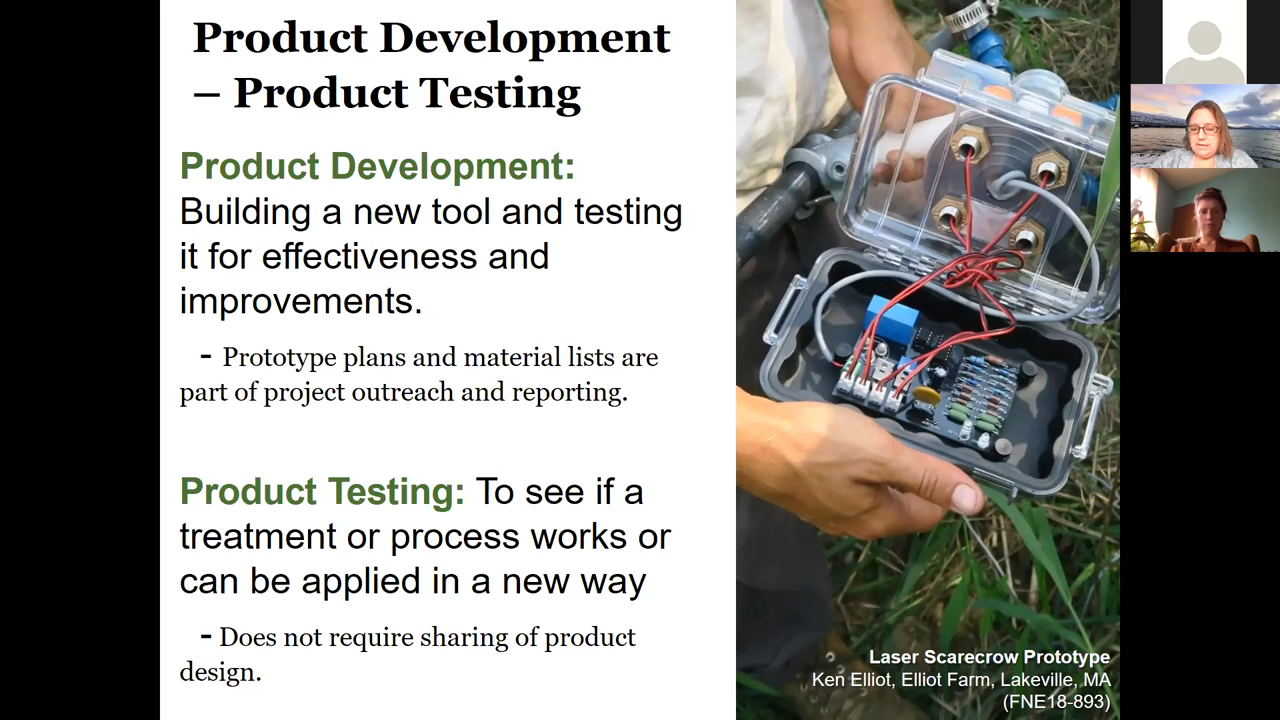 Product Development
– Product Testing
Product Development:
Building a new tool and testing
it for effectiveness and
improvements.
- Prototype plans and material lists are
part of project outreach and reporting.
Product Testing: To see if a
treatment or process works or
can be applied in a new way
- Does not require sharing of product
design.
Laser Scarecrow Prototype
Ken Elliot, Elliot Farm, Lakeville, MA
(FNE18-893)